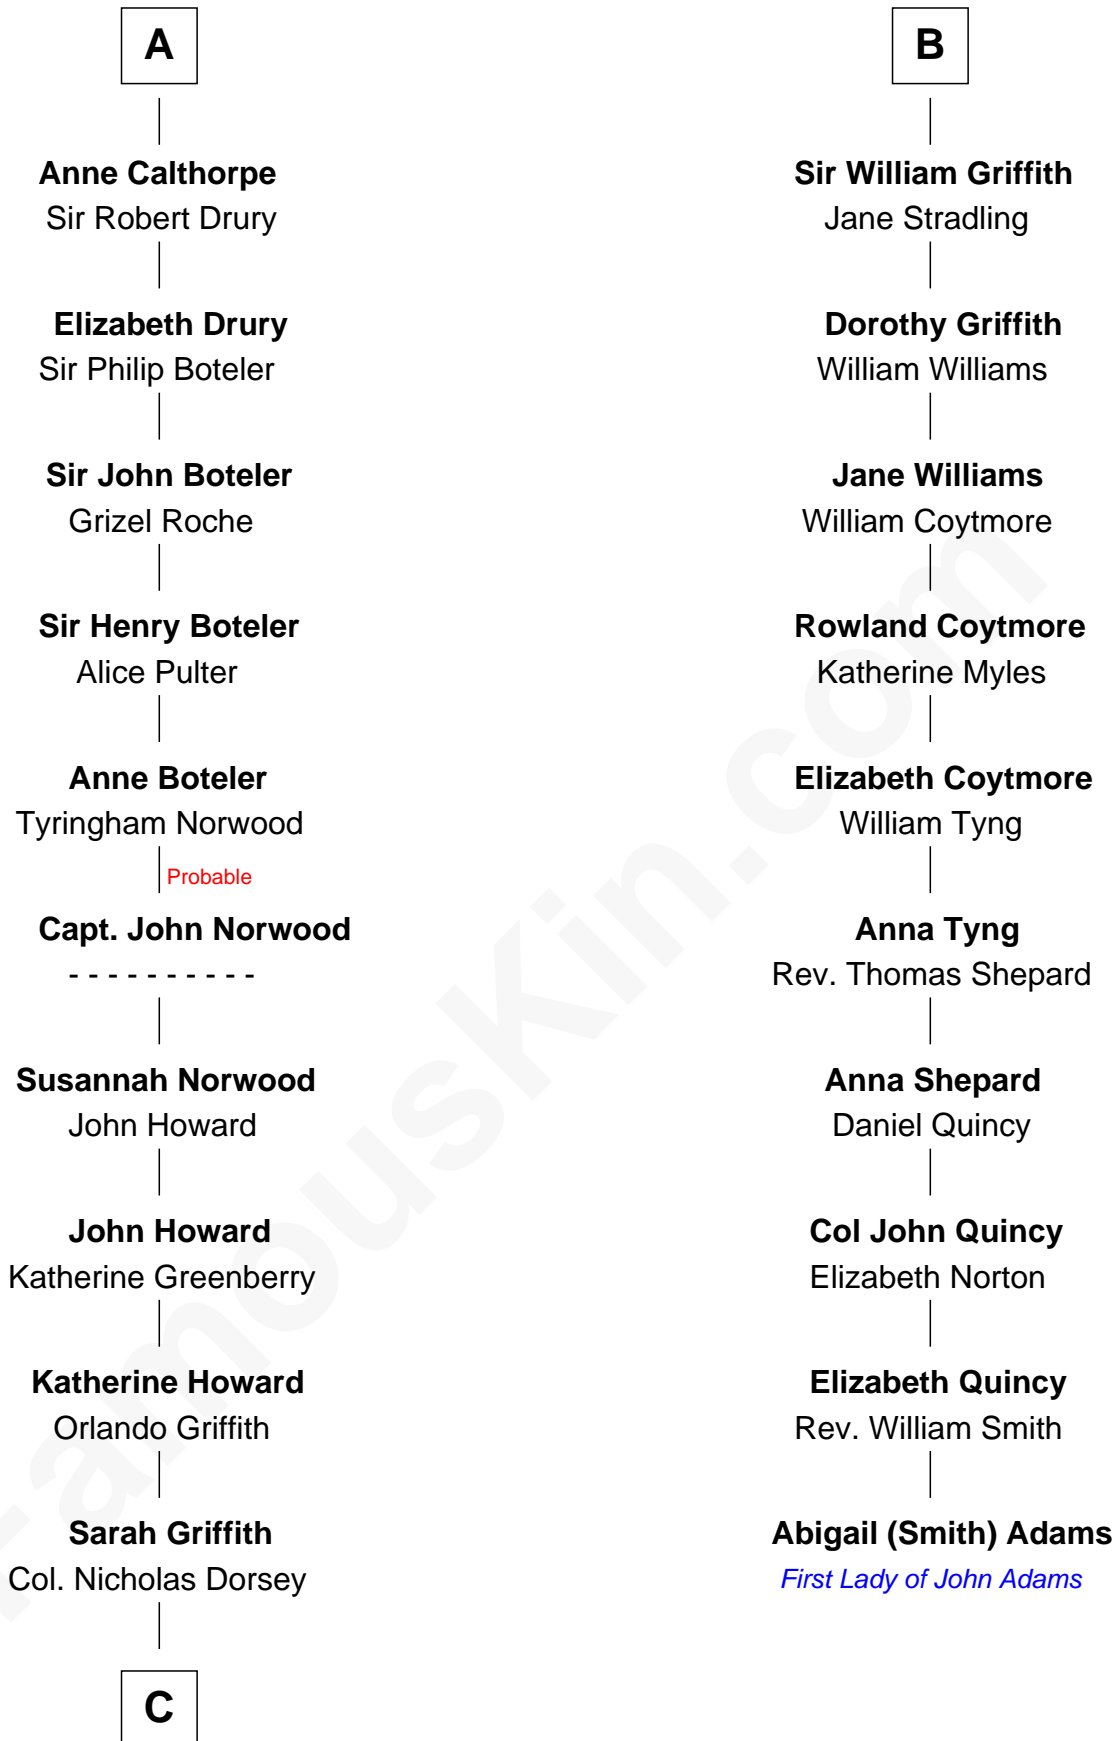 A
Anne Calthorpe
Sir Robert Drury
Elizabeth Drury
Sir Philip Boteler
Sir John Boteler
Grizel Roche
Sir Henry Boteler
Alice Pulter
Anne Boteler
Tyringham Norwood
Probable
Capt. John Norwood
- - - - - - - - - -
Susannah Norwood
John Howard
John Howard
Katherine Greenberry
Katherine Howard
Orlando Griffith
Sarah Griffith
Col. Nicholas Dorsey
C
B
Sir William Griffith
Jane Stradling
Dorothy Griffith
William Williams
Jane Williams
William Coytmore
Rowland Coytmore
Katherine Myles
Elizabeth Coytmore
William Tyng
Anna Tyng
Rev. Thomas Shepard
Anna Shepard
Daniel Quincy
Col John Quincy
Elizabeth Norton
Elizabeth Quincy
Rev. William Smith
Abigail (Smith) Adams
First Lady of John Adams
FamousKin.com